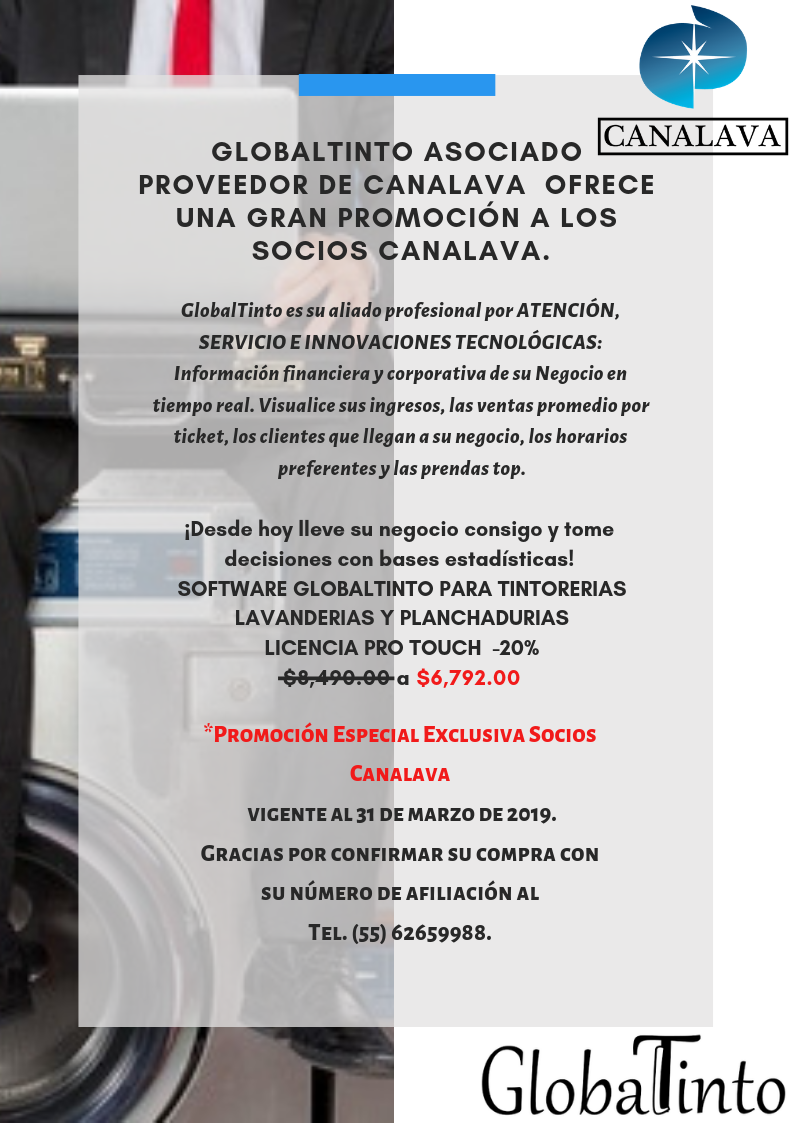 CANALAVA
GLOBALTINTO ASOCIADO
PROVEEDOR DE CANALAVA OFRECE
UNA GRAN PROMOCIÓN A LOS
SOCIOS CANALAVA.
GlobalTinto es su aliado profesional por ATENCIÓN,
SERVICIO E INNOVACIONES TECNOLÓGICAS:
Información financiera y corporativa de su Negocio en
tiempo real. Visualice sus ingresos, las ventas promedio por
ticket, los clientes que llegan a su negocio, los horarios
preferentes y las prendas top.
¡Desde hoy lleve su negocio consigo y tome
decisiones con bases estadísticas!
SOFTWARE GLOBALTINTO PARA TINTORERIAS
LAVANDERIAS Y PLANCHADURIAS
LICENCIA PRO TOUCH -20%
$8,490.00 a $6,792.00
*Promoción Especial Exclusiva Socios
Canalava
vigente al 31 de marzo de 2019.
Gracias por confirmar su compra con
su número de afiliación al
Tel. (55) 62659988.
GlobalTinto